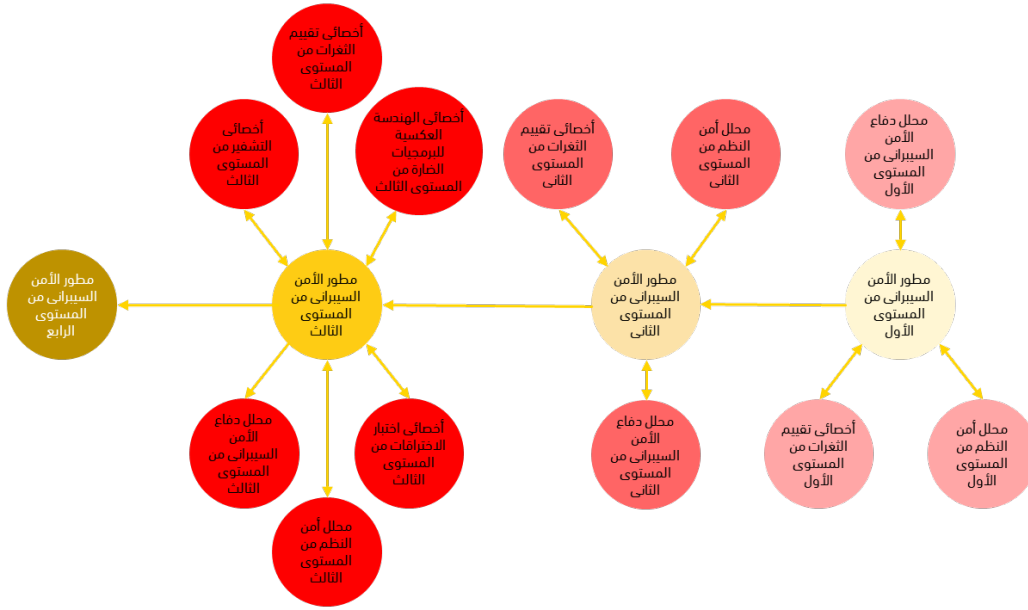 أخصائي تقييم
الثغرات من
المستوى
الثالث
أخصائي الهندسة
العكسية
للبرمجيات
الضارة من
المستوى الثالث
أخصائي
التشفير من
المستوى
الثالث
محلل دفاع
الأمن
السيبراني من
المستوى
الأول
محلل أمن
النظم من
المستوى
الثاني
أخصائي تقييم
الثغرات من
المستوى
الثاني
مطور الأمن
السيبراني من
المستوى
الأول
مطور الأمن
السيبراني من
المستوى
الثاني
مطور الأمن
السيبراني من
المستوى
الثالث
مطور الأمن
السيبراني من
المستوى
الرابع
محلل أمن
النظم من
المستوى
الأول
أخصائي تقييم
الثغرات من
المستوى
الأول
محلل دفاع
الأمن
السيبراني من
المستوى
الثاني
أخصائي اختبار
الاختراقات من
المستوى
الثالث
محلل دفاع
الأمن
السيبراني من
المستوى
الثالث
محلل أمن
النظم من
المستوى
الثالث